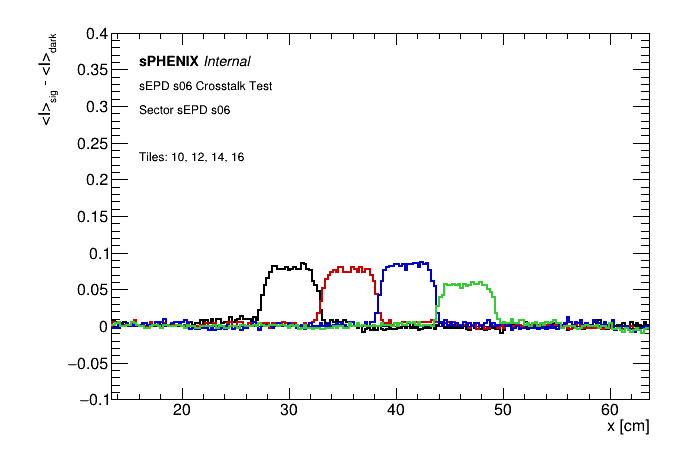 <I>sig - <I>dark
0.4
0.35
0.3
0.25
0.2
0.15
0.1
0.05
0
−0.05
−0.1
sPHENIX Internal
sEPD s06 Crosstalk Test
Sector sEPD s06
Tiles: 10, 12, 14, 16
20 30 40 50 60
x [cm]